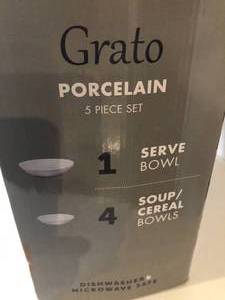 Grato
PORCELAIN
5 PIECE SET
1 SERVE
BOWL
4 SOUP/
CEREAL
BOWLS
DISHWASHER &
MICROWAVE SAFE